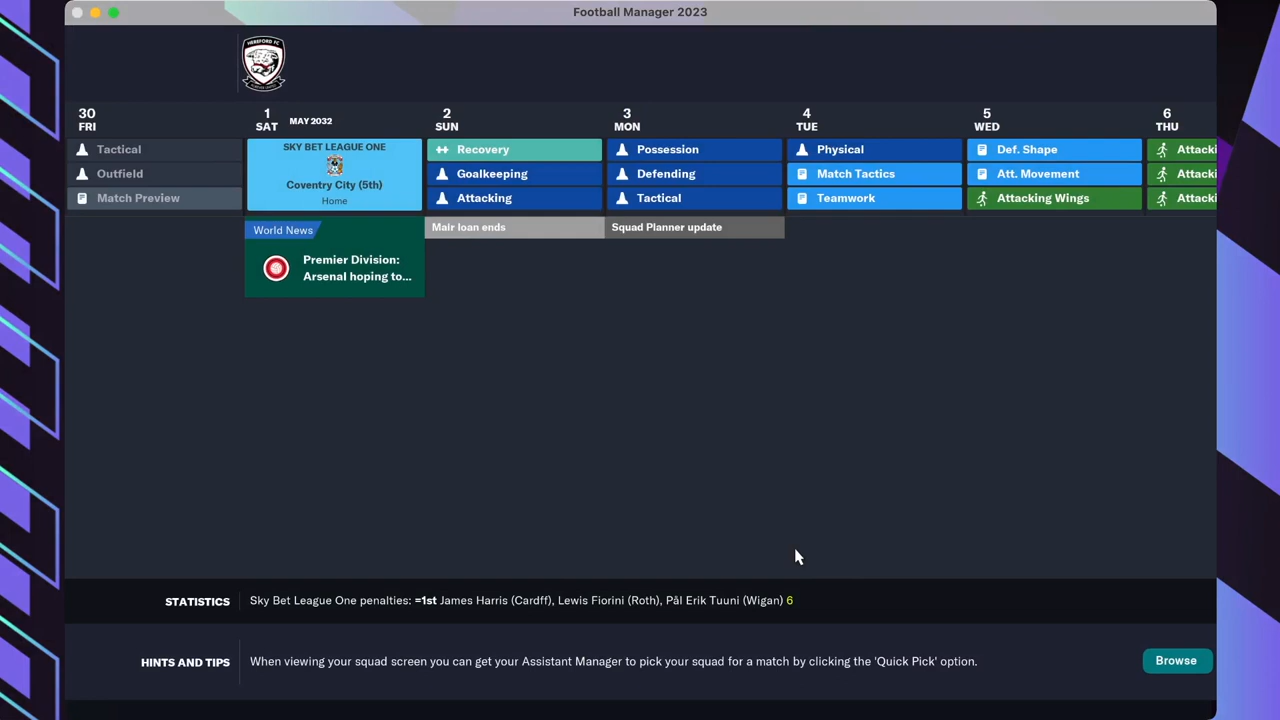 Football Manager 2023
HEREFORD FC
30
FRI
1
SAT
MAY 2032
2
SUN
3
MON
4
TUE
5
WED
6
THU
Tactical
Outfield
Match Preview
SKY BET LEAGUE ONE
Coventry City (5th)
Home
Recovery
Goalkeeping
Attacking
Possession
Defending
Tactical
Physical
Match Tactics
Teamwork
Def. Shape
Att. Movement
Attacking Wings
Attacki
Attacki
Attacki
World News
Premier Division:
Arsenal hoping to...
Mair loan ends
Squad Planner update
STATISTICS
Sky Bet League One penalties: =1st James Harris (Cardff), Lewis Fiorini (Roth), Pål Erik Tuuni (Wigan) 6
HINTS AND TIPS
When viewing your squad screen you can get your Assistant Manager to pick your squad for a match by clicking the 'Quick Pick' option.
Browse